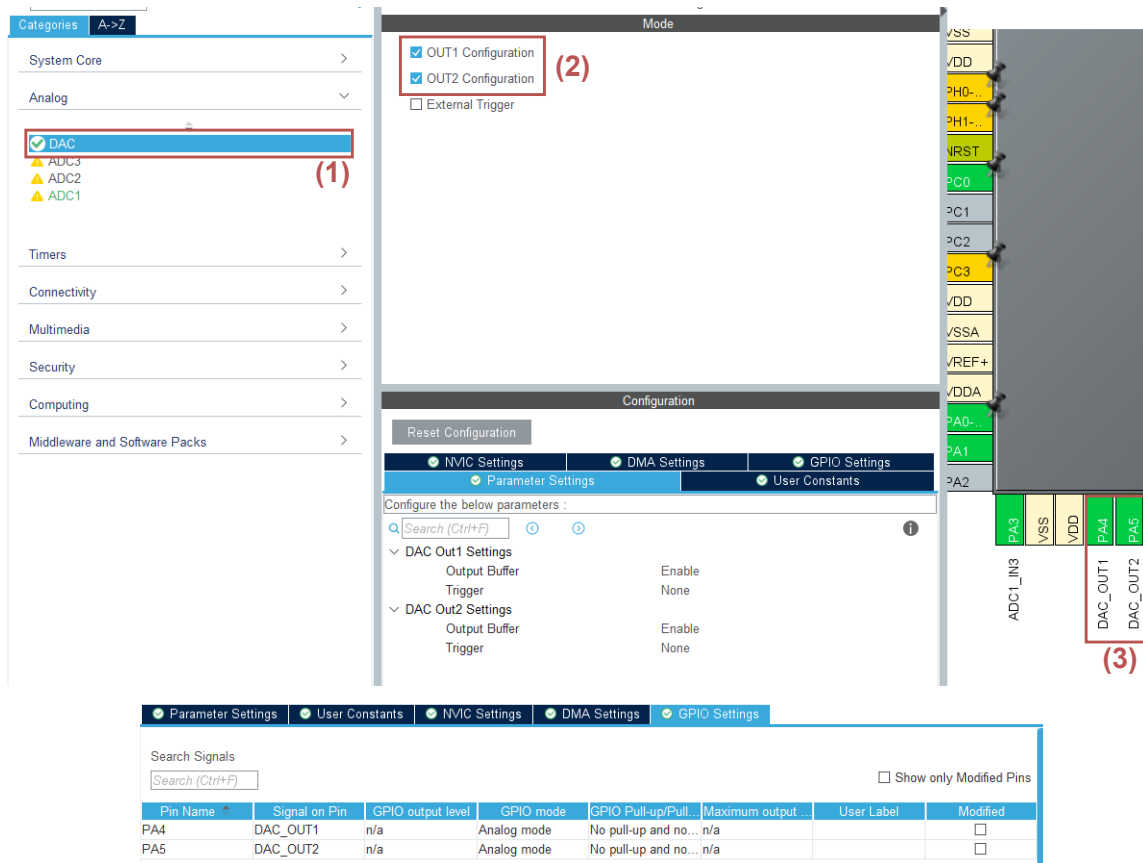 Categories A->Z
System Core
Analog
DAC
ADC3
ADC2
ADC1
(1)
Timers
Connectivity
Multimedia
Security
Computing
Middleware and Software Packs
Mode
OUT1 Configuration
OUT2 Configuration
(2)
External Trigger
Configuration
Reset Configuration
NVIC Settings DMA Settings GPIO Settings
Parameter Settings User Constants
Configure the below parameters :
Search (Ctrl+F)
DAC Out1 Settings
Output Buffer Enable
Trigger None
DAC Out2 Settings
Output Buffer Enable
Trigger None
VSS
VDD
PH0-..
PH1-..
NRST
PC0
PC1
PC2
PC3
VDD
VSSA
VREF+
VDDA
PA0-..
PA1
PA2
PA3
VSS
VDD
PA4
PA5
ADC1_IN3
DAC_OUT1
DAC_OUT2
(3)
Parameter Settings User Constants NVIC Settings DMA Settings GPIO Settings
Search Signals
Search (Ctrl+F)
Show only Modified Pins
Pin Name Signal on Pin GPIO output level GPIO mode GPIO Pull-up/Pull... Maximum output ... User Label Modified
PA4 DAC_OUT1 n/a Analog mode No pull-up and no... n/a
PA5 DAC_OUT2 n/a Analog mode No pull-up and no... n/a